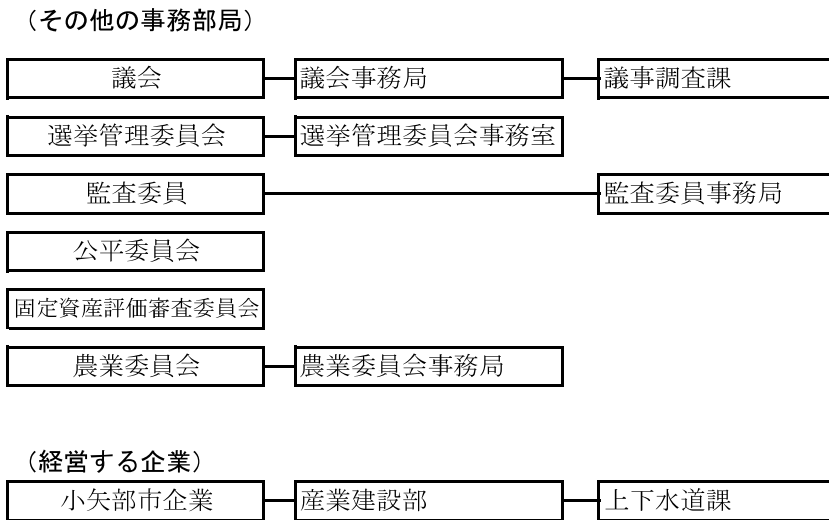 （その他の事務部局）
議会 議会事務局 議事調査課
選挙管理委員会 選挙管理委員会事務室
監査委員 監査委員事務局
公平委員会
固定資産評価審査委員会
農業委員会 農業委員会事務局
（経営する企業）
小矢部市企業 産業建設部 上下水道課